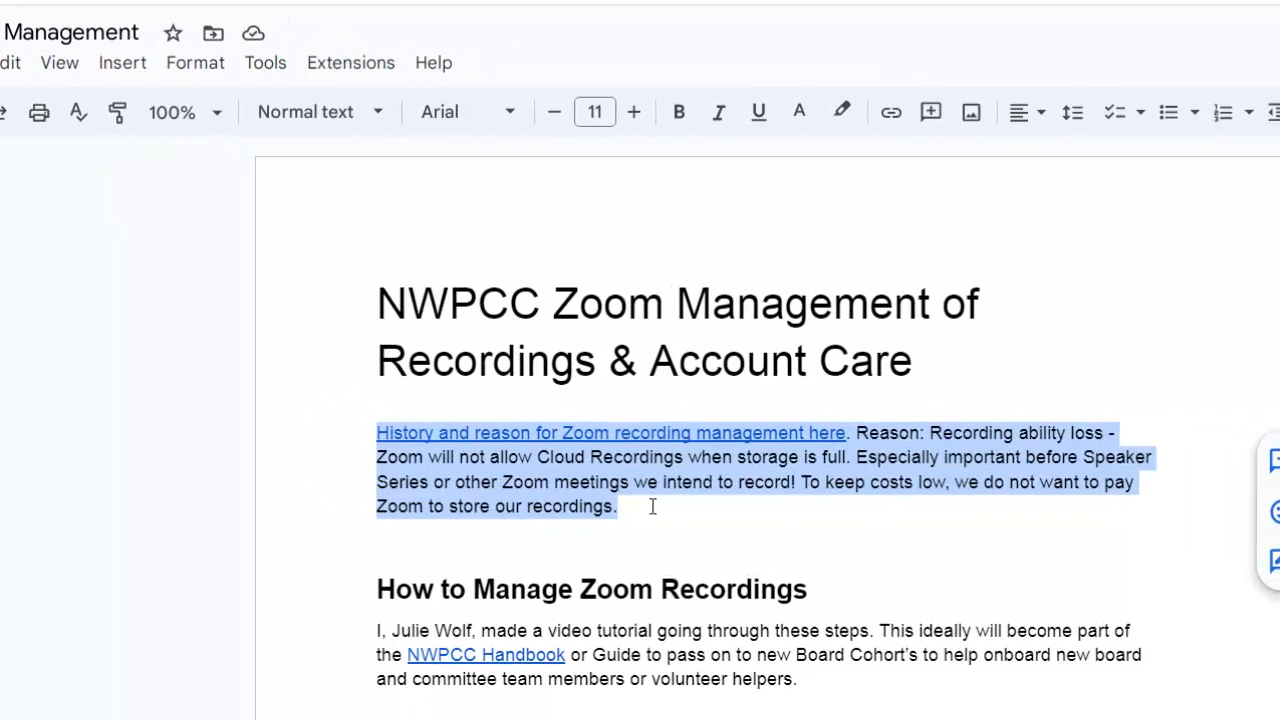 Management
dit View Insert Format Tools Extensions Help
100% Normal text Arial 11 B I U A
NWPCC Zoom Management of
Recordings & Account Care
History and reason for Zoom recording management here. Reason: Recording ability loss -
Zoom will not allow Cloud Recordings when storage is full. Especially important before Speaker
Series or other Zoom meetings we intend to record! To keep costs low, we do not want to pay
Zoom to store our recordings.
How to Manage Zoom Recordings
I, Julie Wolf, made a video tutorial going through these steps. This ideally will become part of
the NWPCC Handbook or Guide to pass on to new Board Cohort's to help onboard new board
and committee team members or volunteer helpers.